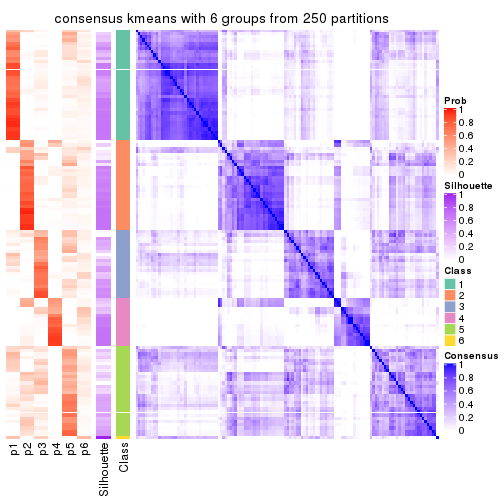 consensus kmeans with 6 groups from 250 partitions
Prob
1
0.8
0.6
0.4
0.2
0
Silhouette
1
0.8
0.6
0.4
0.2
0
Class
1
2
3
4
5
6
Consensus
1
0.8
0.6
0.4
0.2
0
p1
p2
p3
p4
p5
p6
Silhouette
Class